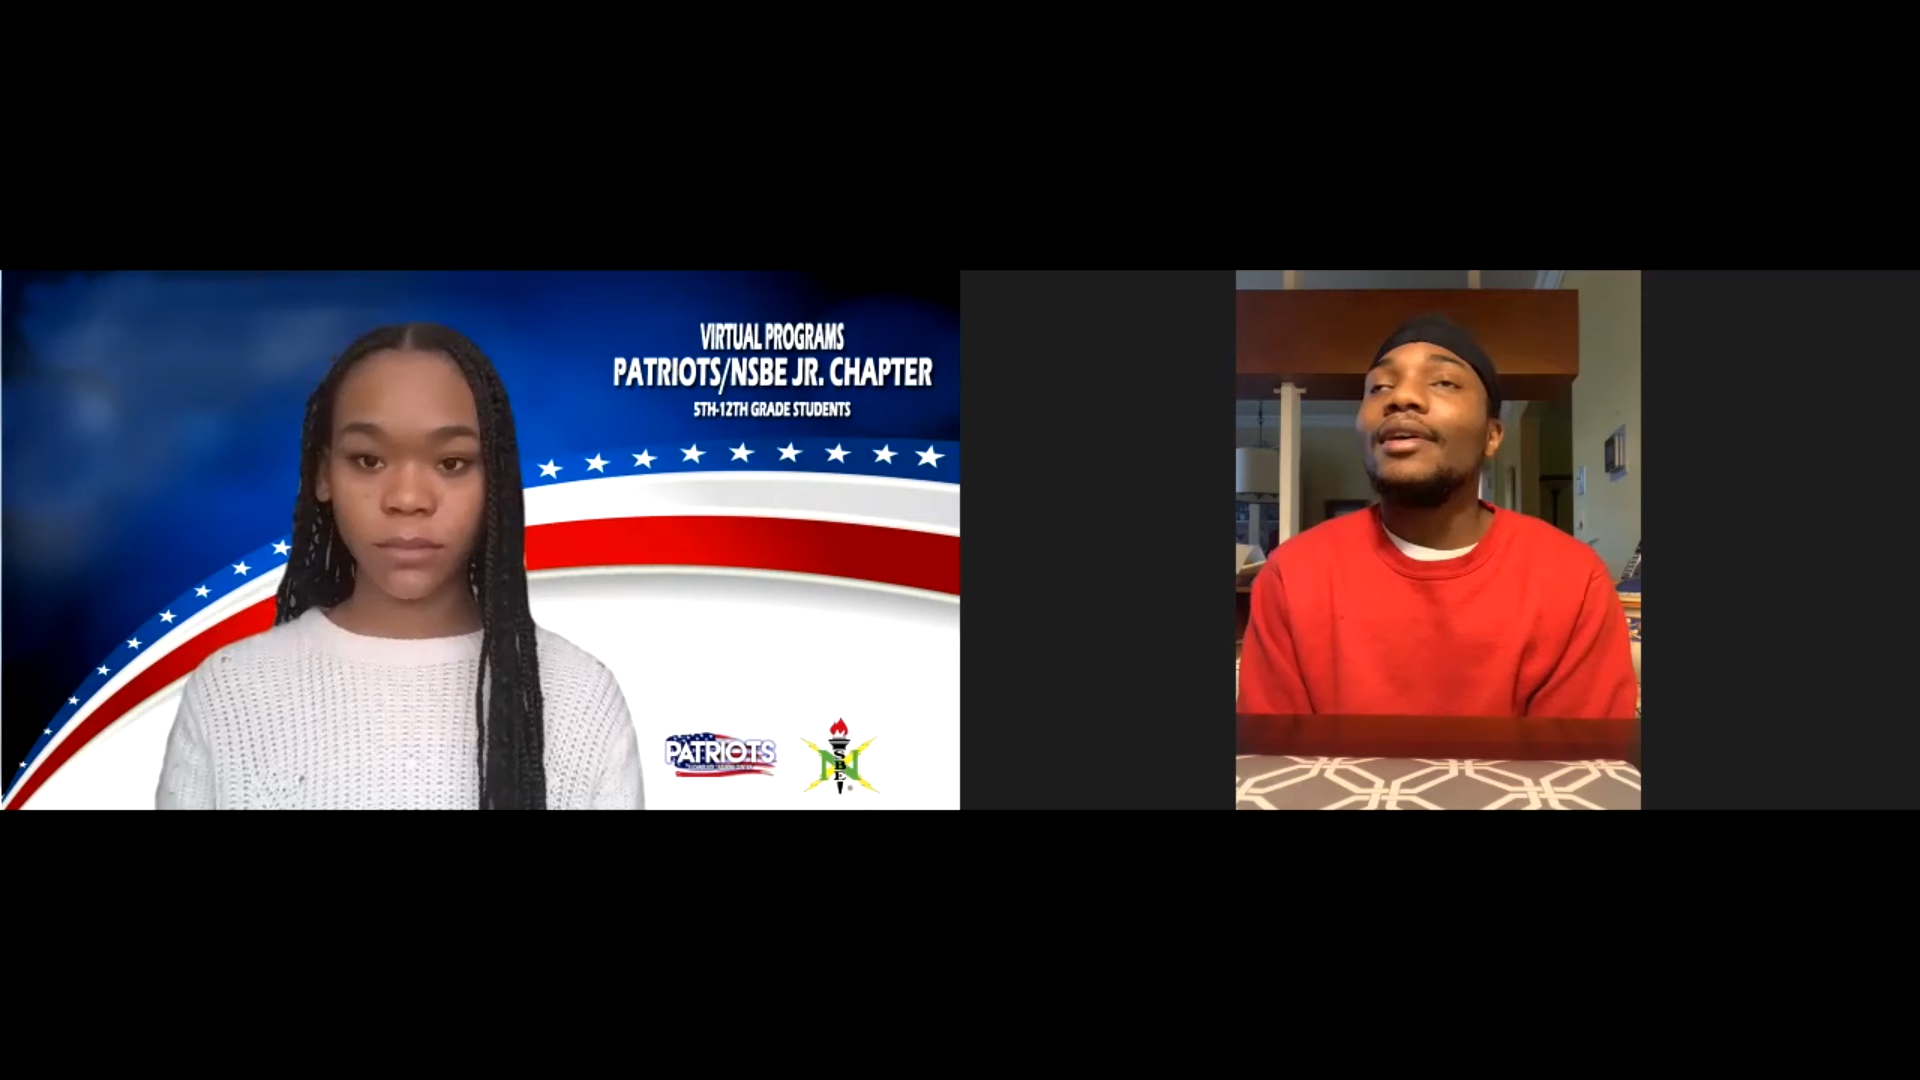 VIRTUAL PROGRAMS
PATRIOTS/NSBE JR. CHAPTER
5TH-12TH GRADE STUDENTS
PATRIOTS
NSBE